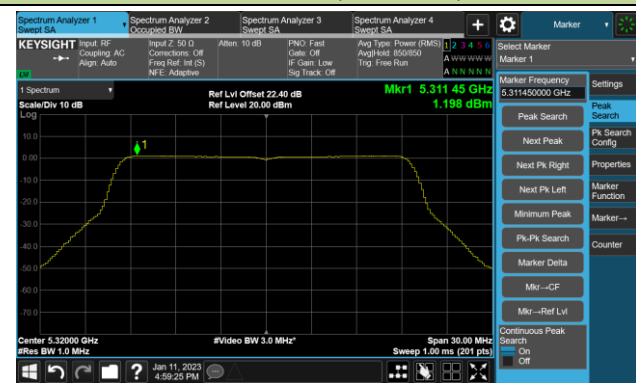 Spectrum Analyzer 1
Swept SA
Spectrum Analyzer 2
Occupied BW
Spectrum Analyzer 3
Swept SA
Spectrum Analyzer 4
Swept SA
+
Marker
KEYSIGHT
Input: RF
Coupling: AC
Align: Auto
Input Z: 50 Ω
Corrections: Off
Freq Ref: Int (S)
NFE: Adaptive
Atten: 10 dB
PNO: Fast
Gate: Off
IF Gain: Low
Sig Track: Off
Avg Type: Power (RMS)
Avg|Hold: 850/850
Trig: Free Run
1 2 3 4 5 6
A W W W W W
A N N N N N
Select Marker
Marker 1
1 Spectrum
Scale/Div 10 dB
Log
Ref Lvl Offset 22.40 dB
Ref Level 20.00 dBm
Mkr1 5.311 45 GHz
1.198 dBm
Marker Frequency
5.311450000 GHz
Settings
Peak Search
Peak
Search
Next Peak
Pk Search
Config
Next Pk Right
Properties
Next Pk Left
Marker
Function
Minimum Peak
Marker→
Pk-Pk Search
Counter
Marker Delta
Mkr→CF
Mkr→Ref Lvl
Continuous Peak
Search
On
Off
10.0
0.00
-10.0
-20.0
-30.0
-40.0
-50.0
-60.0
-70.0
1
Center 5.32000 GHz
#Res BW 1.0 MHz
#Video BW 3.0 MHz*
Span 30.00 MHz
Sweep 1.00 ms (201 pts)
?
Jan 11, 2023
4:59:25 PM